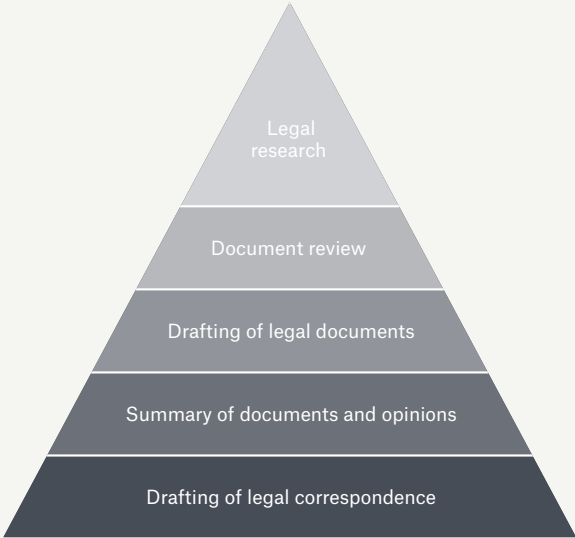 Legal
research
Document review
Drafting of legal documents
Summary of documents and opinions
Drafting of legal correspondence